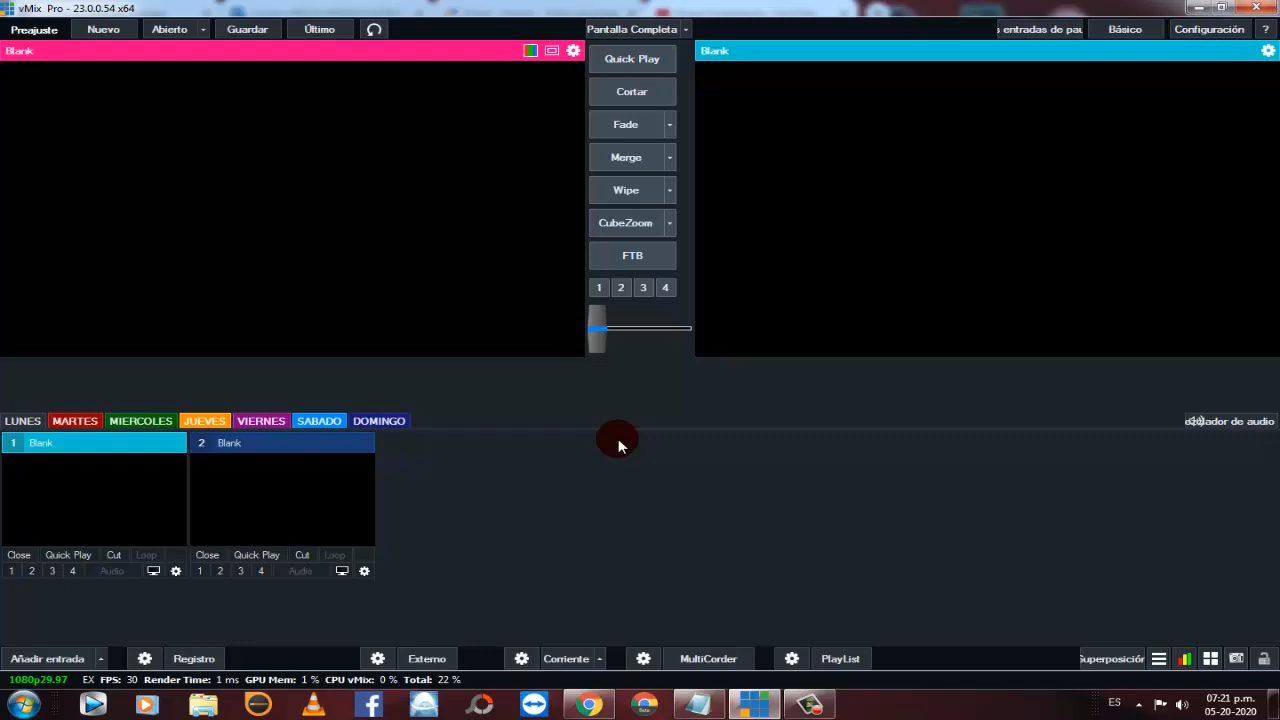 vMix Pro - 23.0.0.54 x64
Preajuste Nuevo Abierto Guardar Último Pantalla Completa s entradas de pau Básico Configuración ?
Blank Blank
Quick Play
Cortar
Fade
Merge
Wipe
CubeZoom
FTB
1 2 3 4
LUNES MARTES MIERCOLES JUEVES VIERNES SABADO DOMINGO de audio
1 Blank 2 Blank
Close Quick Play Cut Loop Close Quick Play Cut Loop
1 2 3 4 Audio 1 2 3 4 Audio
Añadir entrada Registro Externo Corriente MultiCorder PlayList Superposición
1080p29.97 EX FPS: 30 Render Time: 1 ms GPU Mem: 1 % CPU vMix: 0 % Total: 22 %
ES 07:21 p.m.
05-20-2020